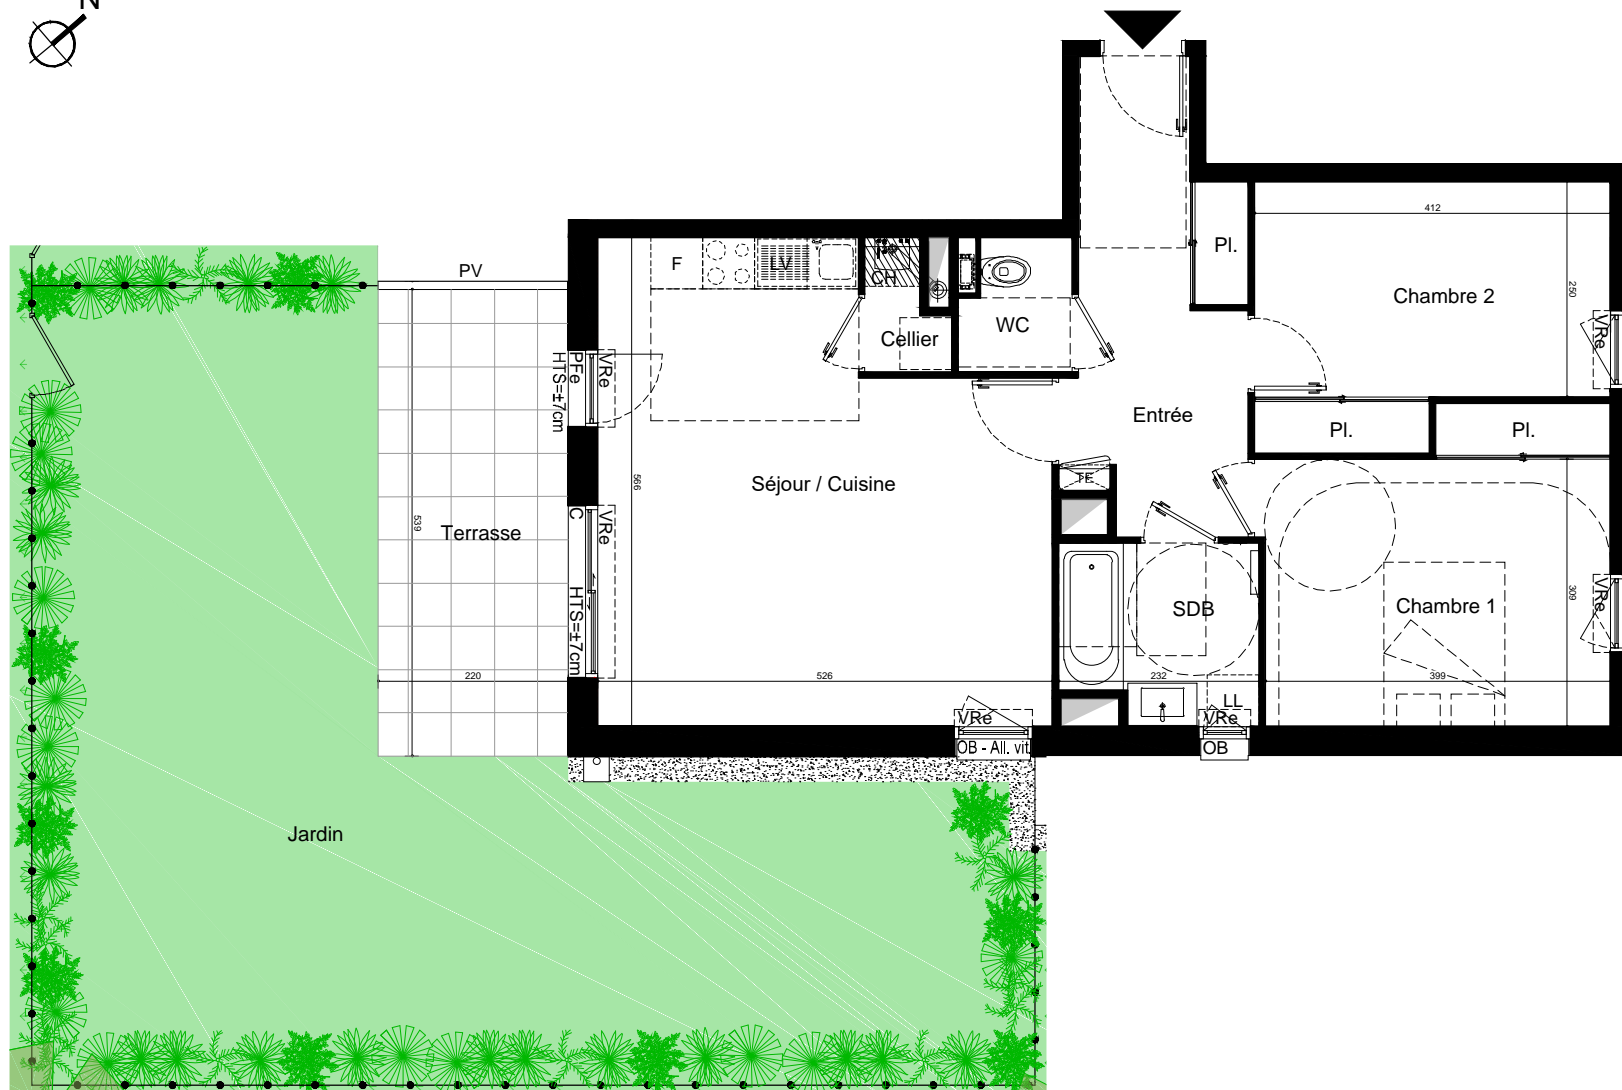 N
PV
F
LV
CH
Cellier
WC
Pl.
412
Chambre 2
250
VRe
Entrée
Pl.
Pl.
PFe
HTS=±7cm
VRe
Séjour / Cuisine
566
TE
Terrasse
539
C
HTS=±7cm
VRe
SDB
Chambre 1
309
VRe
220
526
232
399
LL
VRe
OB - All. vit.
VRe
OB
Jardin